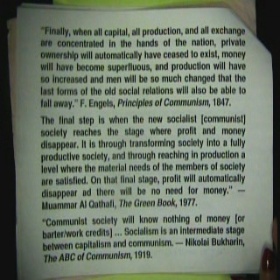 "Finally, when all capital, all production, and all exchange
are concentrated in the hands of the nation, private
ownership will automatically have ceased to exist, money
will have become superfluous, and production will have
so increased and men will be so much changed that the
last forms of the old social relations will also be able to
fall away." F. Engels, Principles of Communism, 1847.
The final step is when the new socialist [communist]
society reaches the stage where profit and money
disappear. It is through transforming society into a fully
productive society, and through reaching in production a
level where the material needs of the members of society
are satisfied. On that final stage, profit will automatically
disappear ad there will be no need for money." —
Muammar Al Qathafi, The Green Book, 1977.
"Communist society will know nothing of money [or
barter/work credits] ... Socialism is an intermediate stage
between capitalism and communism. — Nikolai Bukharin,
The ABC of Communism, 1919.